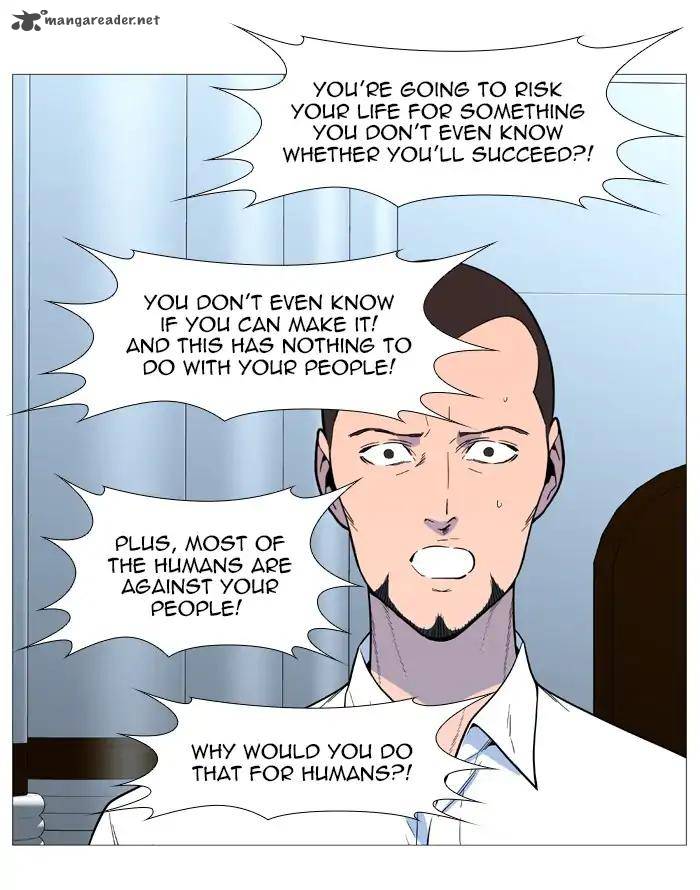 mangareader.net
YOU'RE GOING TO RISK
YOUR LIFE FOR SOMETHING
YOU DON'T EVEN KNOW
WHETHER YOU'LL SUCCEED?!
YOU DON'T EVEN KNOW
IF YOU CAN MAKE IT!
AND THIS HAS NOTHING TO
DO WITH YOUR PEOPLE!
PLUS, MOST OF
THE HUMANS ARE
AGAINST YOUR
PEOPLE!
WHY WOULD YOU DO
THAT FOR HUMANS?!